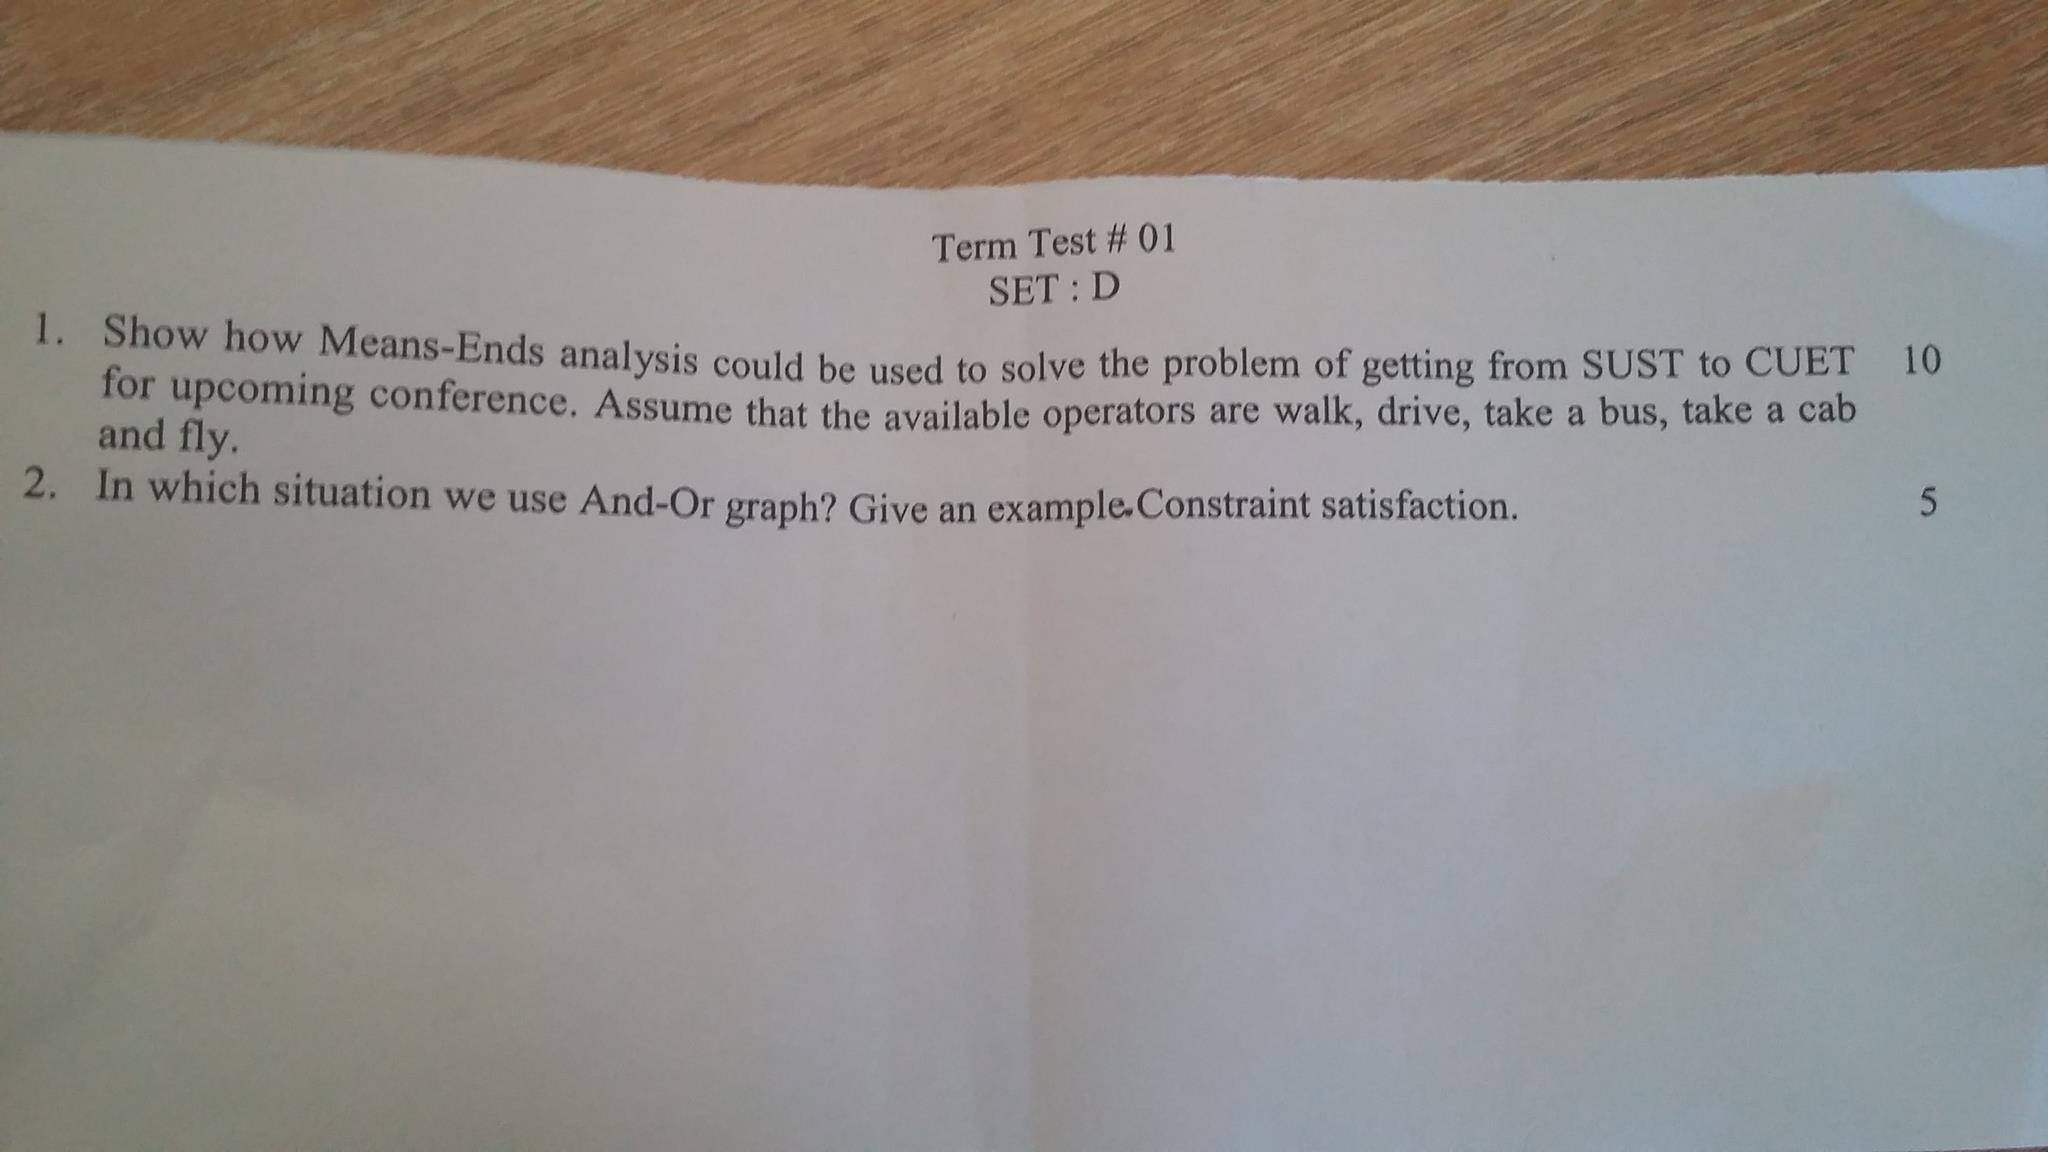 Term Test # 01
SET : D
1. Show how Means-Ends analysis could be used to solve the problem of getting from SUST to CUET 10
for upcoming conference. Assume that the available operators are walk, drive, take a bus, take a cab
and fly.
2. In which situation we use And-Or graph? Give an example.Constraint satisfaction. 5